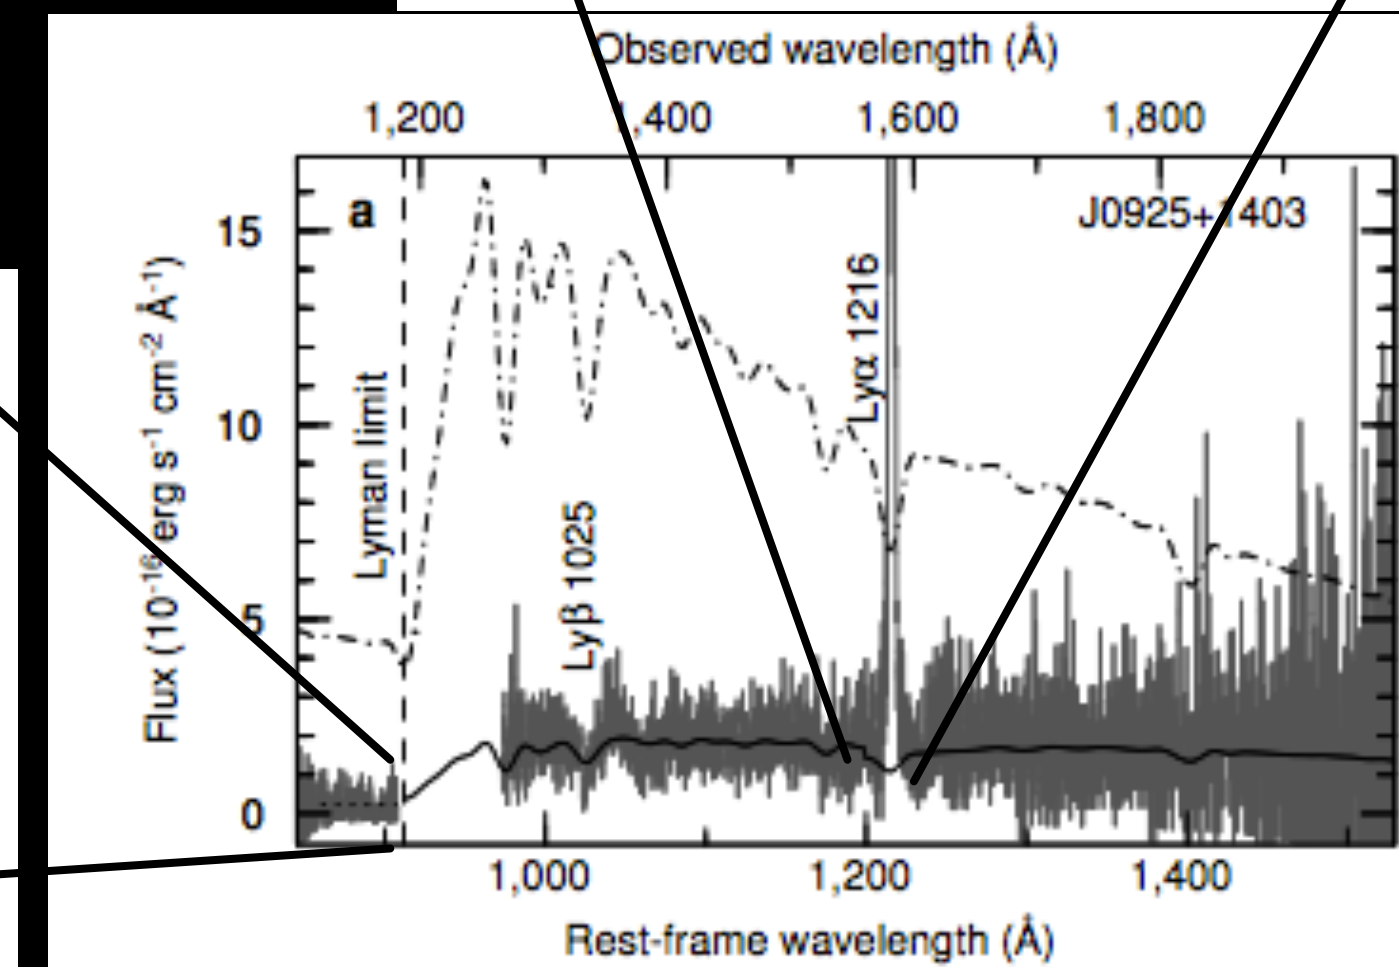 Observed wavelength (Å)
1,200 1,400 1,600 1,800
a
J0925+1403
15
10
5
0
Flux (10⁻¹⁶ erg s⁻¹ cm⁻² Å⁻¹)
Lyman limit
Lyβ 1025
Lyα 1216
1,000 1,200 1,400
Rest-frame wavelength (Å)